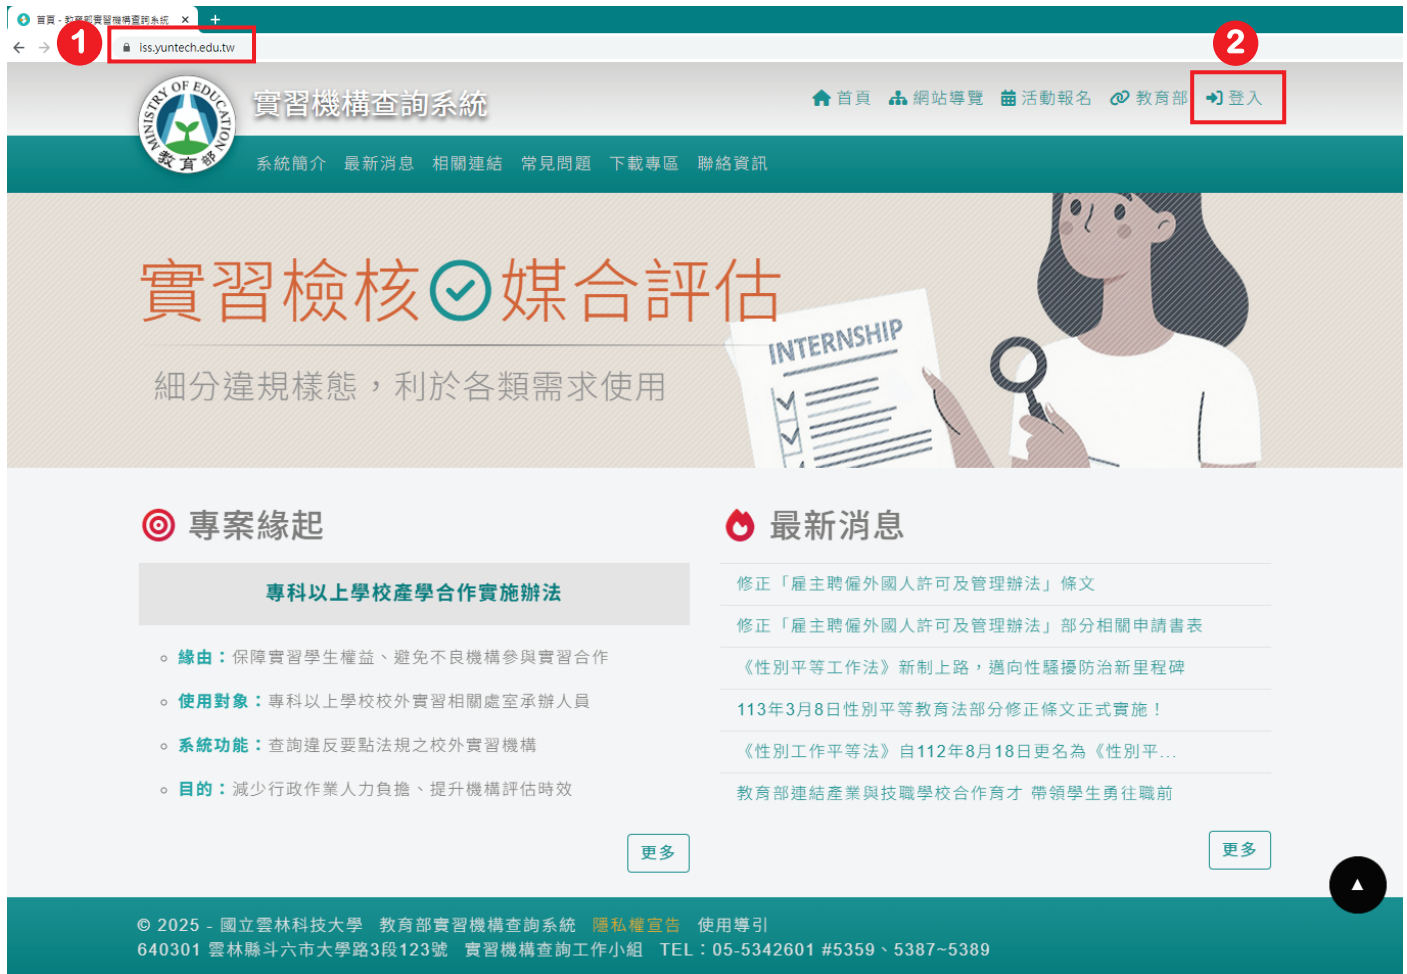 首頁 - 教育部實習機構查詢系統
1
iss.yuntech.edu.tw
2
MINISTRY OF EDUCATION
教育部
實習機構查詢系統
首頁 網站導覽 活動報名 教育部 登入
系統簡介 最新消息 相關連結 常見問題 下載專區 聯絡資訊
實習檢核 媒合評估
細分違規樣態，利於各類需求使用
INTERNSHIP
專案緣起
專科以上學校產學合作實施辦法
緣由：保障實習學生權益、避免不良機構參與實習合作
使用對象：專科以上學校校外實習相關處室承辦人員
系統功能：查詢違反要點法規之校外實習機構
目的：減少行政作業人力負擔、提升機構評估時效
更多
最新消息
修正「雇主聘僱外國人許可及管理辦法」條文
修正「雇主聘僱外國人許可及管理辦法」部分相關申請書表
《性別平等工作法》新制上路，邁向性騷擾防治新里程碑
113年3月8日性別平等教育法部分修正條文正式實施！
《性別工作平等法》自112年8月18日更名為《性別平...
教育部連結產業與技職學校合作育才 帶領學生勇往職前
更多
© 2025 - 國立雲林科技大學 教育部實習機構查詢系統 隱私權宣告 使用導引
640301 雲林縣斗六市大學路3段123號 實習機構查詢工作小組 TEL：05-5342601 #5359、5387~5389